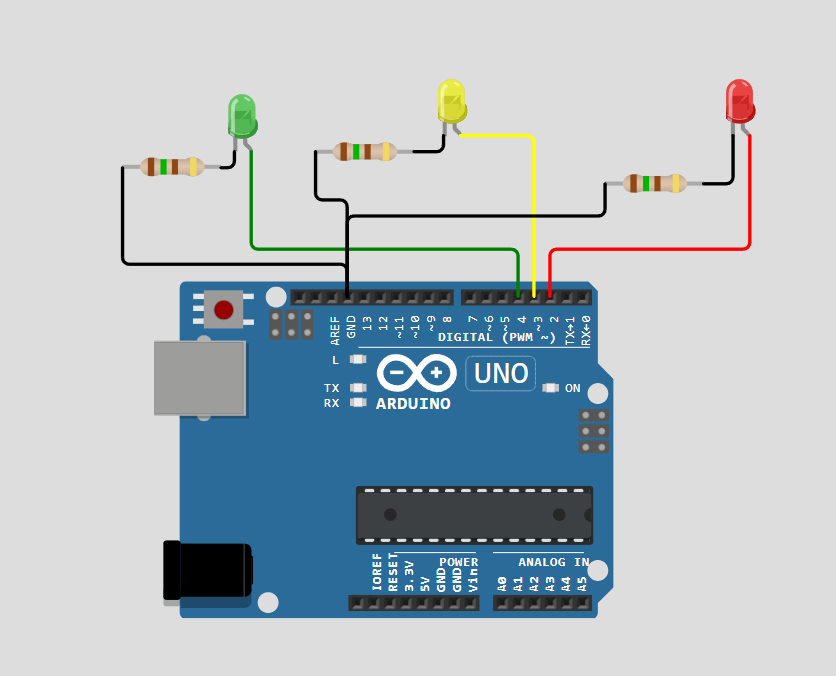 AREF
GND
13
12
~11
~10
~9
8
7
~6
~5
4
~3
2
TX→1
RX←0
DIGITAL (PWM ~)
L
TX
RX
UNO
ON
ARDUINO
POWER
ANALOG IN
IOREF
RESET
3.3V
5V
GND
GND
Vin
A0
A1
A2
A3
A4
A5